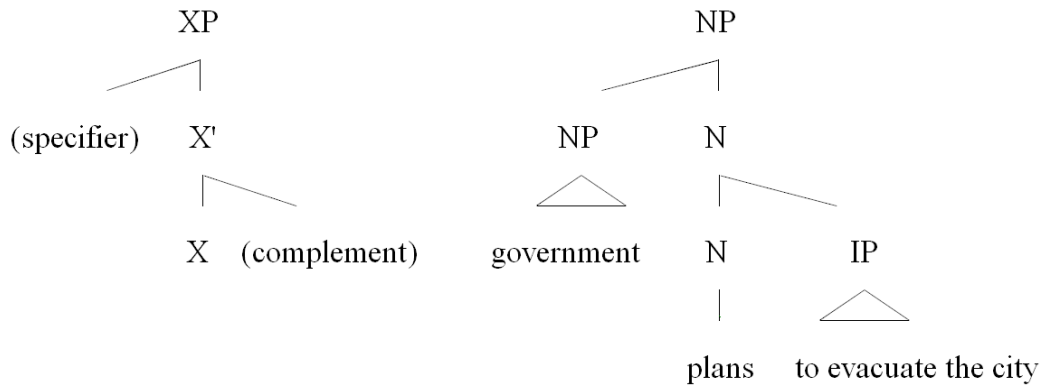 XP NP
(specifier) X' NP N
X (complement) government N IP
plans to evacuate the city